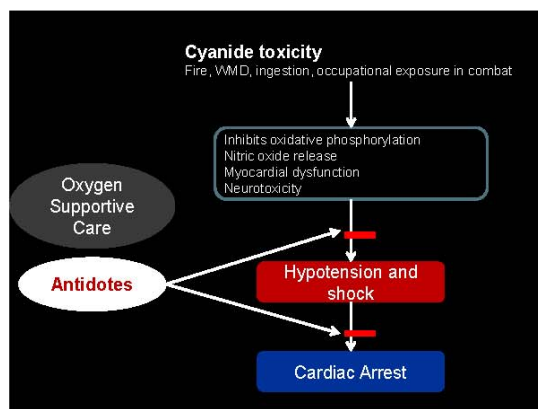 Cyanide toxicity
Fire, WMD, ingestion, occupational exposure in combat
Inhibits oxidative phosphorylation
Nitric oxide release
Myocardial dysfunction
Neurotoxicity
Oxygen
Supportive
Care
Antidotes
Hypotension and
shock
Cardiac Arrest